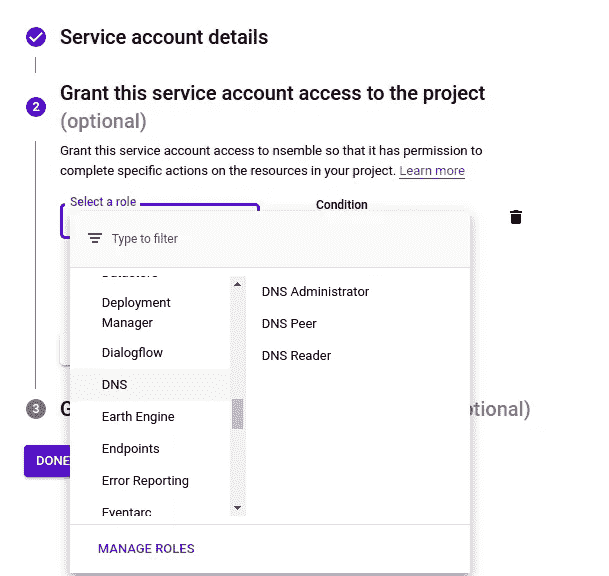 Service account details
2
Grant this service account access to the project
(optional)
Grant this service account access to nsemble so that it has permission to
complete specific actions on the resources in your project. Learn more
Select a role
Condition
Type to filter
Deployment
Manager
Dialogflow
DNS
Earth Engine
Endpoints
Error Reporting
Eventarc
DNS Administrator
DNS Peer
DNS Reader
3
G
otional)
DONE
MANAGE ROLES